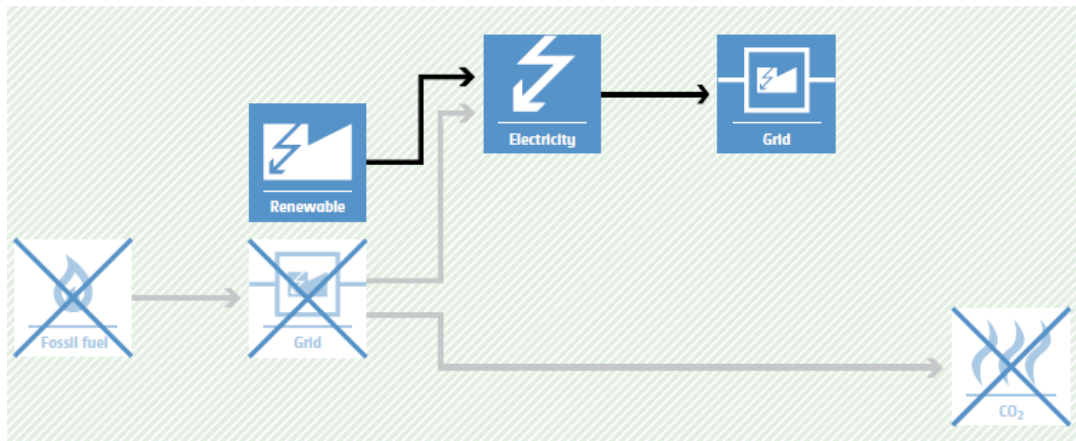 Electricity
Grid
Renewable
Fossil fuel
Grid
CO₂